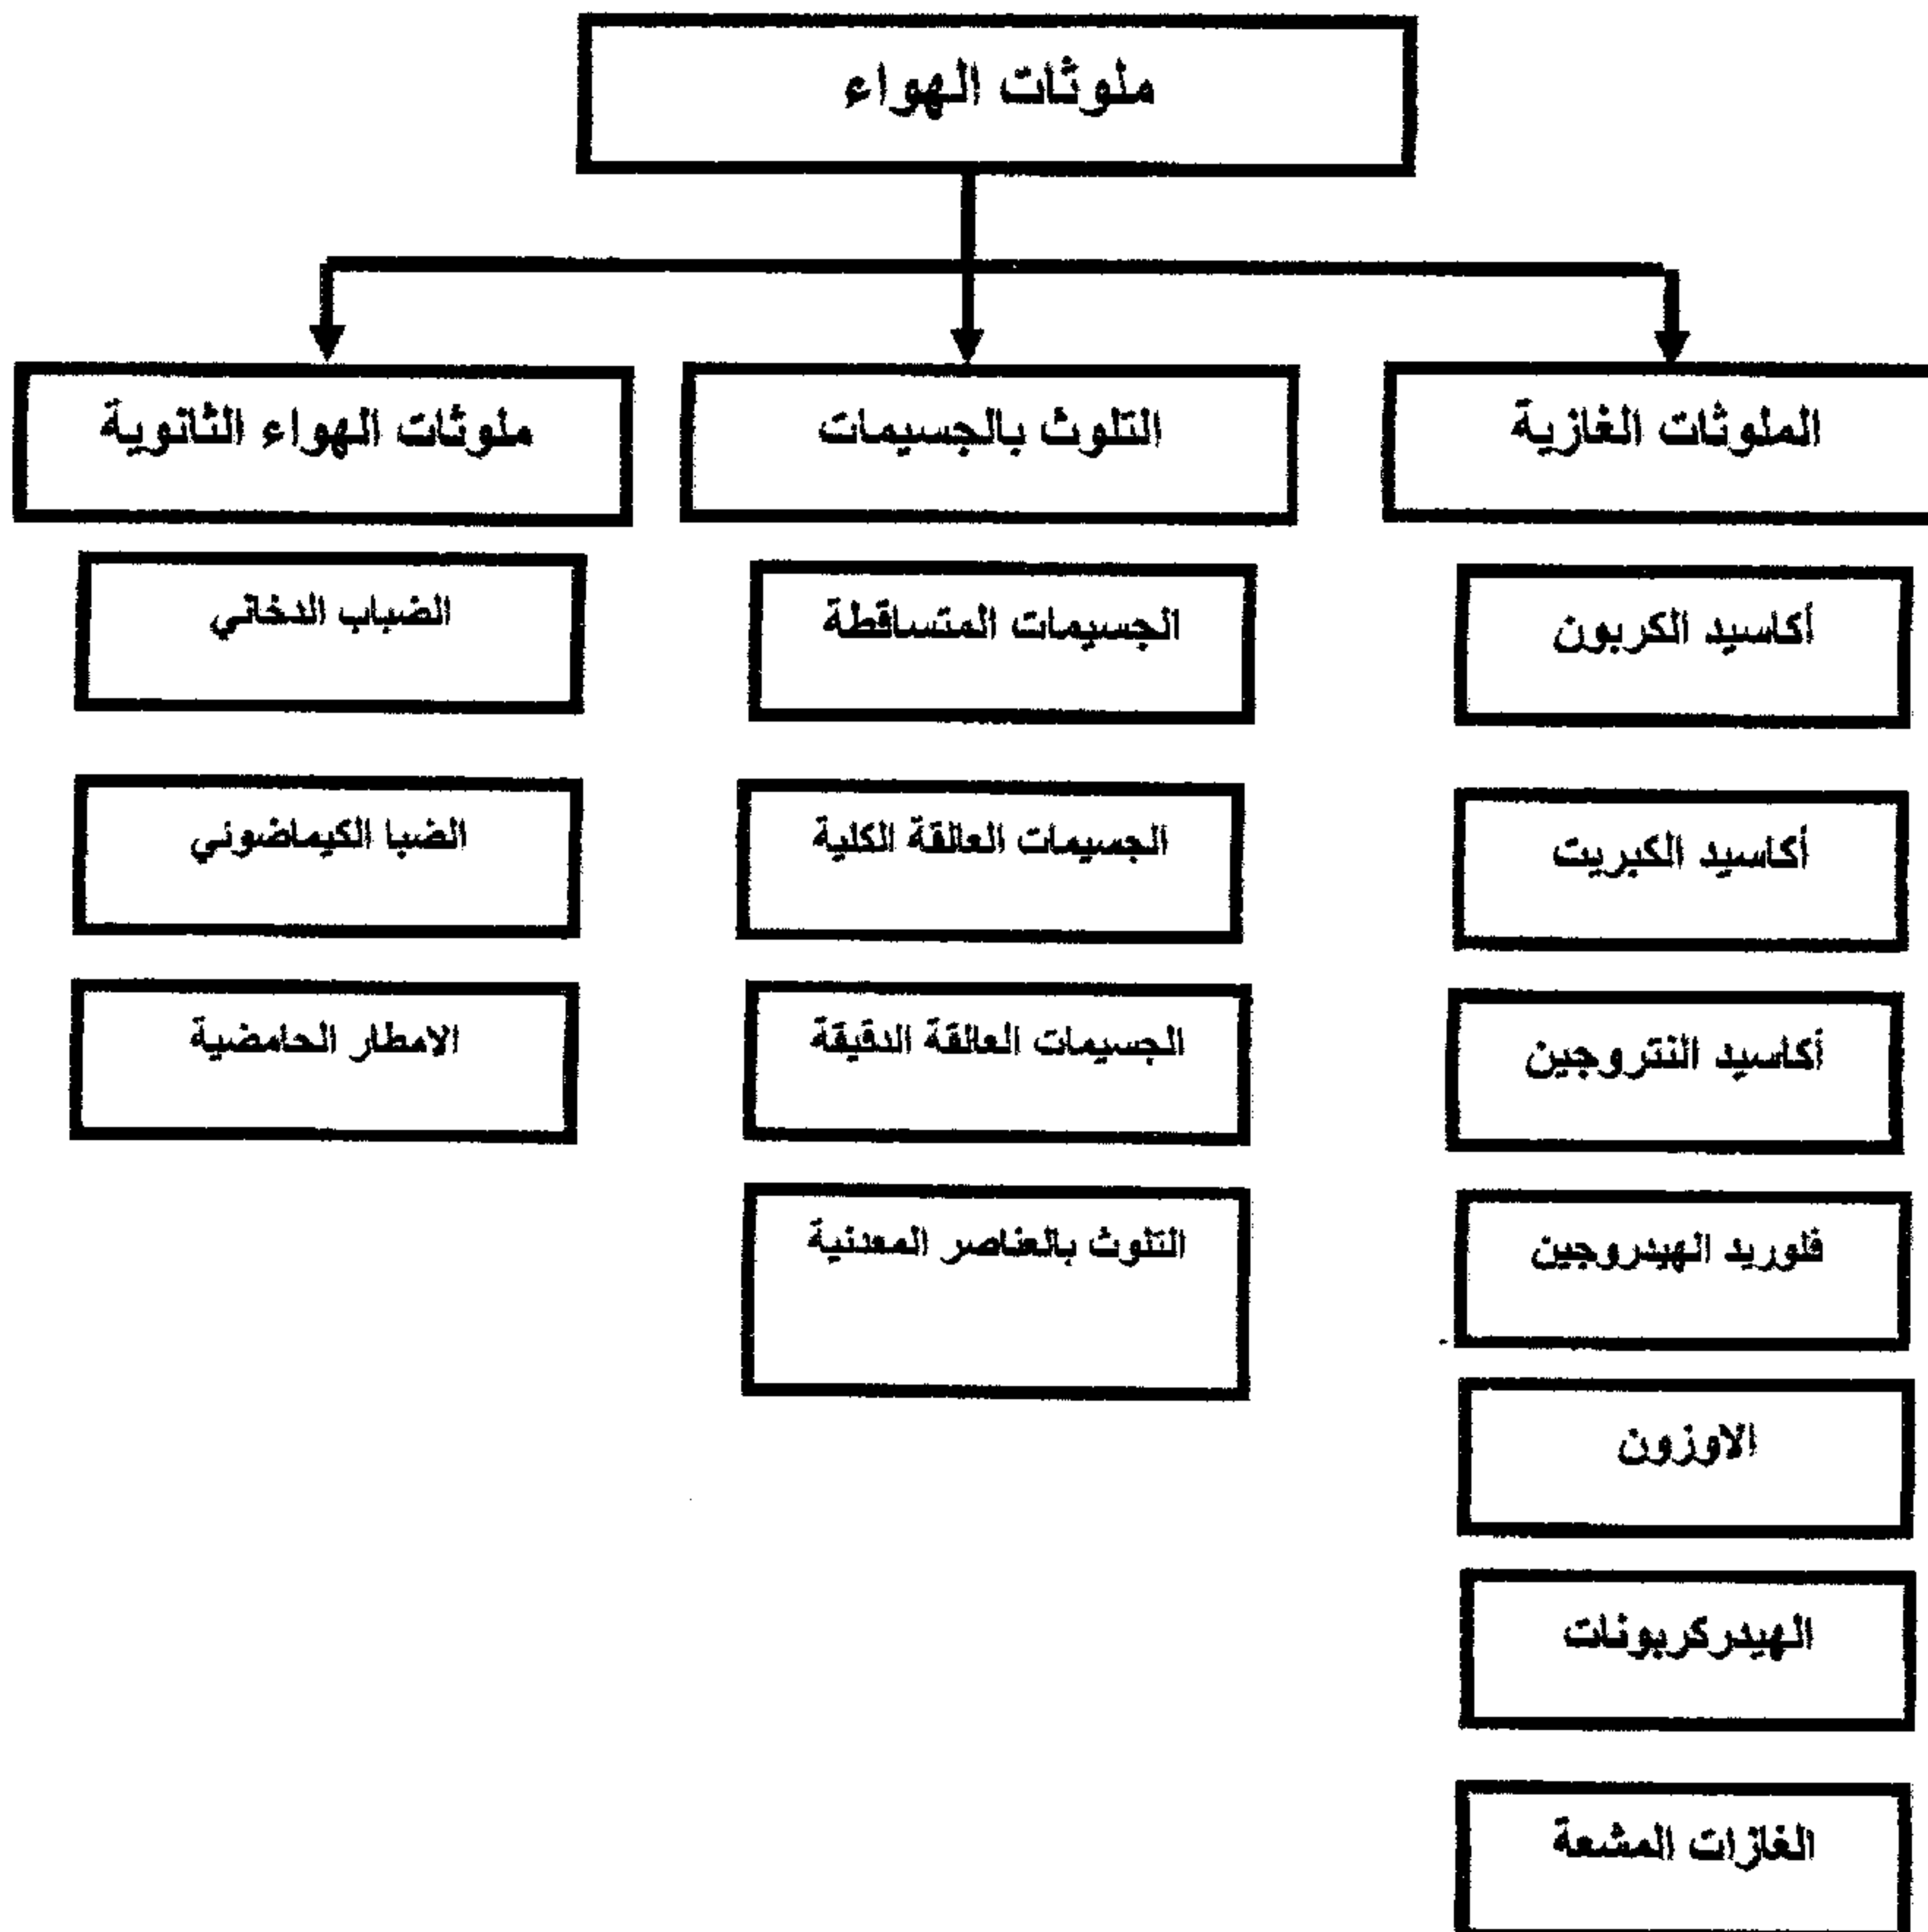 ملوثات الهواء
الملوثات الغازية
التلوث بالجسيمات
ملوثات الهواء الثانوية
أكاسيد الكربون
أكاسيد الكبريت
أكاسيد النتروجين
فلوريد الهيدروجين
الاوزون
الهيدركربونات
الغازات المشعة
الجسيمات المتساقطة
الجسيمات العالقة الكلية
الجسيمات العالقة الدقيقة
التلوث بالعناصر المعدنية
الضباب الدخاني
الضبا الكيماضوني
الامطار الحامضية